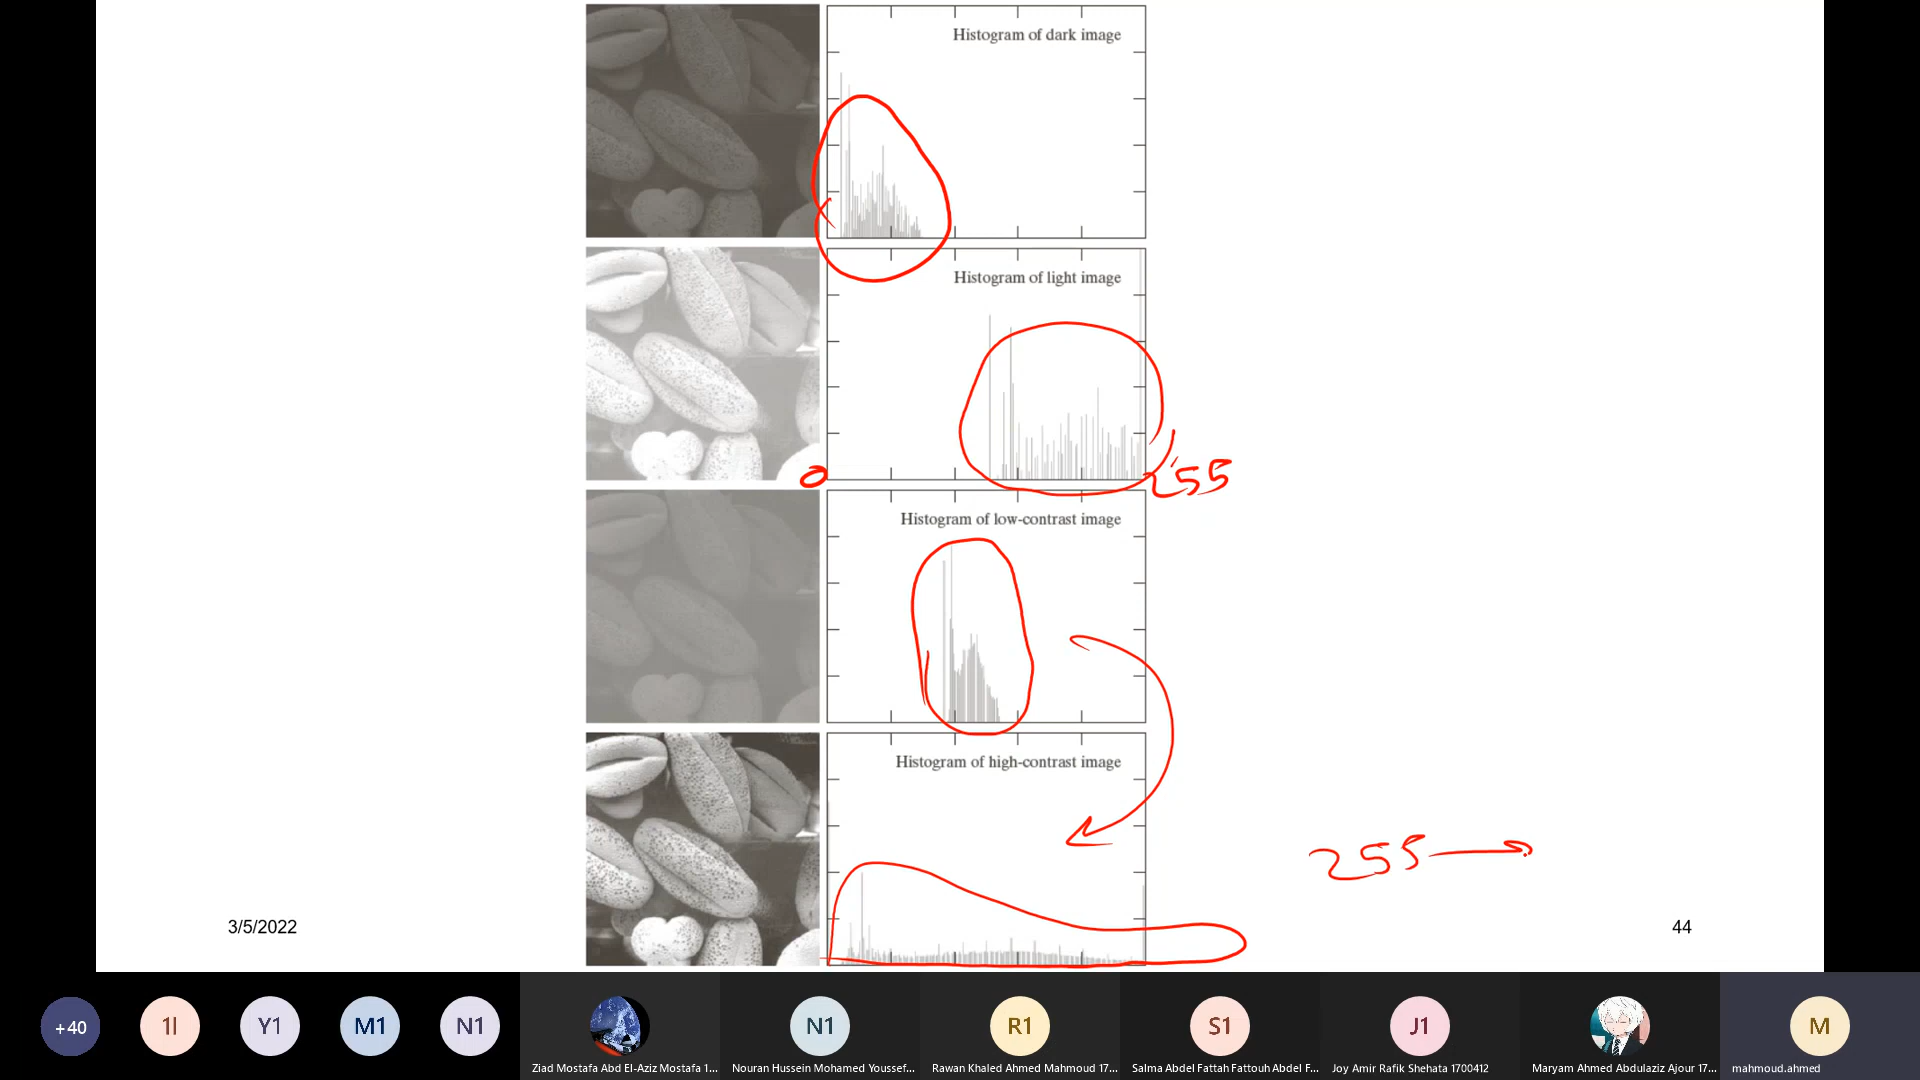 Histogram of dark image
Histogram of light image
0
255
Histogram of low-contrast image
Histogram of high-contrast image
255
3/5/2022
44
+40
1I
Y1
M1
N1
N1
R1
S1
J1
M
Ziad Mostafa Abd El-Aziz Mostafa 1...
Nouran Hussein Mohamed Youssef...
Rawan Khaled Ahmed Mahmoud 17...
Salma Abdel Fattah Fattouh Abdel F...
Joy Amir Rafik Shehata 1700412
Maryam Ahmed Abdulaziz Ajour 17...
mahmoud.ahmed